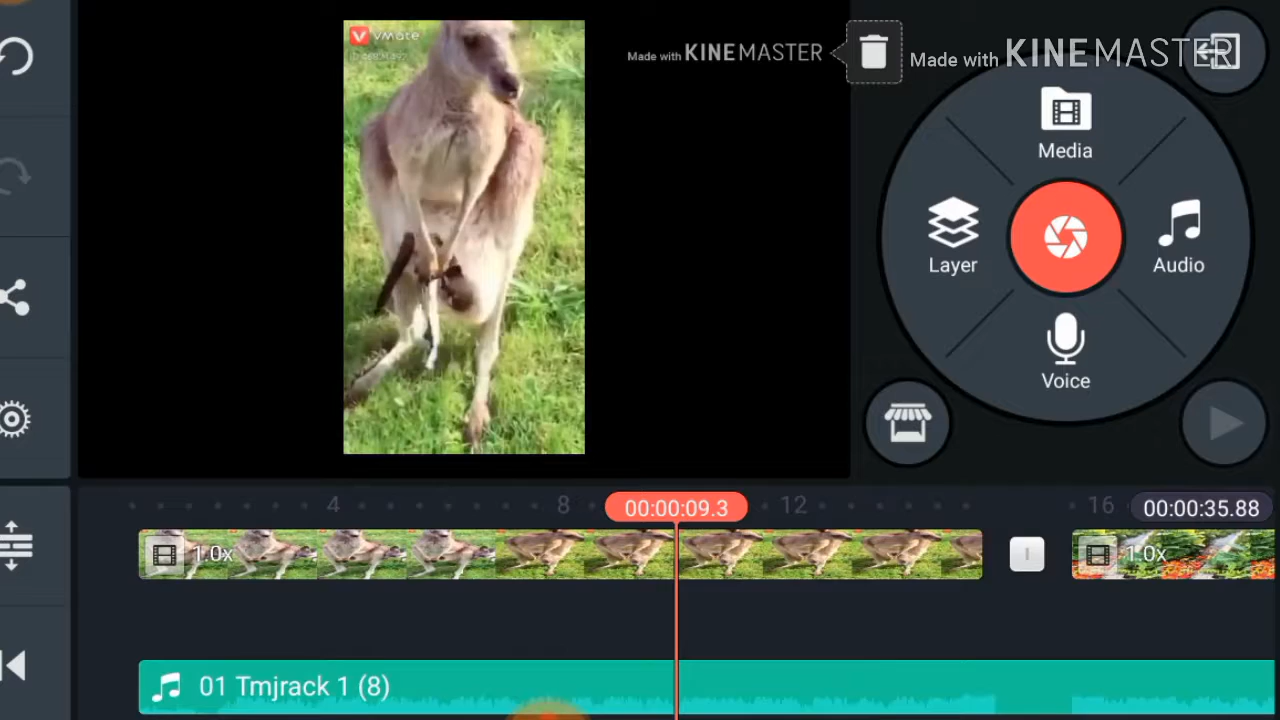 VMate
Made with KINEMASTER
Made with KINEMASTER
Media
Layer
Audio
Voice
4
8
00:00:09.3
12
16
00:00:35.88
1.0x
1.0x
01 Tmjrack 1 (8)